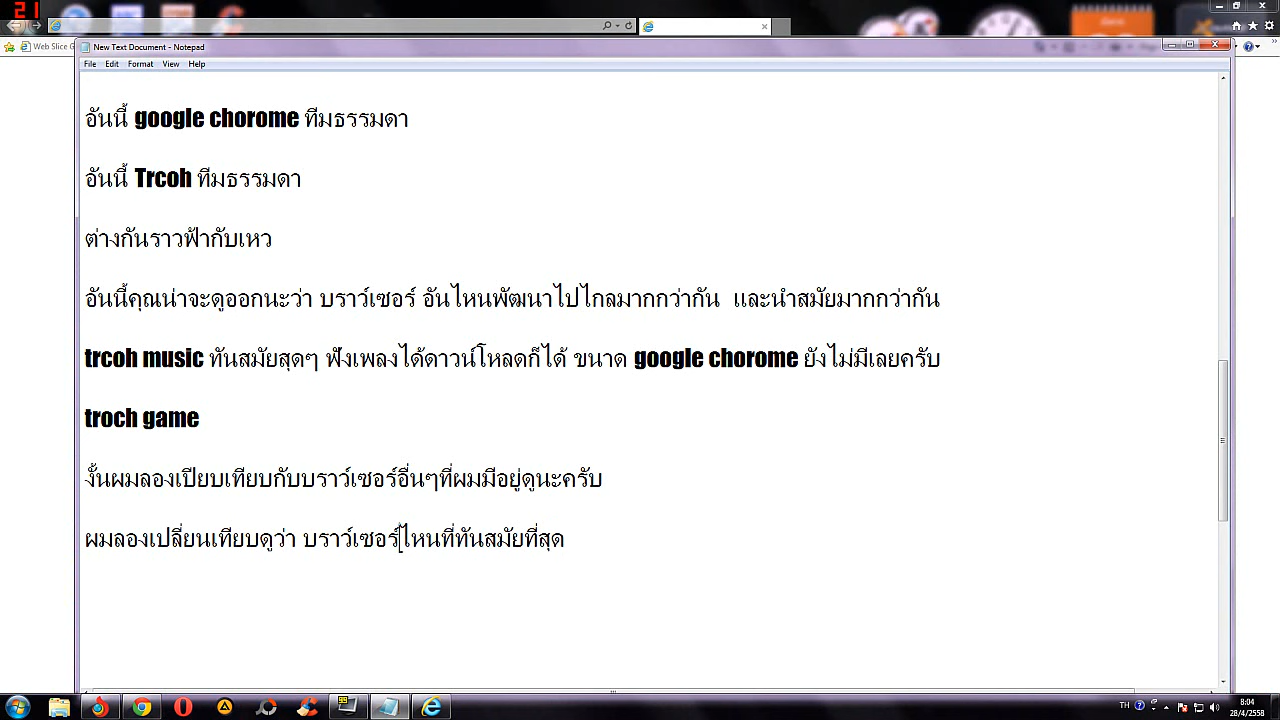 21
Web Slice G
New Text Document - Notepad
File Edit Format View Help
อันนี้ google chorome ทีมธรรมดา
อันนี้ Trcoh ทีมธรรมดา
ต่างกันราวฟ้ากับเหว
อันนี้คุณน่าจะดูออกนะว่า บราว์เซอร์ อันไหนพัฒนาไปไกลมากกว่ากัน และนำสมัยมากกว่ากัน
trcoh music ทันสมัยสุดๆ ฟังเพลงได้ดาวน์โหลดก็ได้ ขนาด google chorome ยังไม่มีเลยครับ
troch game
งั้นผมลองเปียบเทียบกับบราว์เซอร์อื่นๆที่ผมมีอยู่ดูนะครับ
ผมลองเปลี่ยนเทียบดูว่า บราว์เซอร์ไหนที่ทันสมัยที่สุด
TH
8:04
28/4/2558